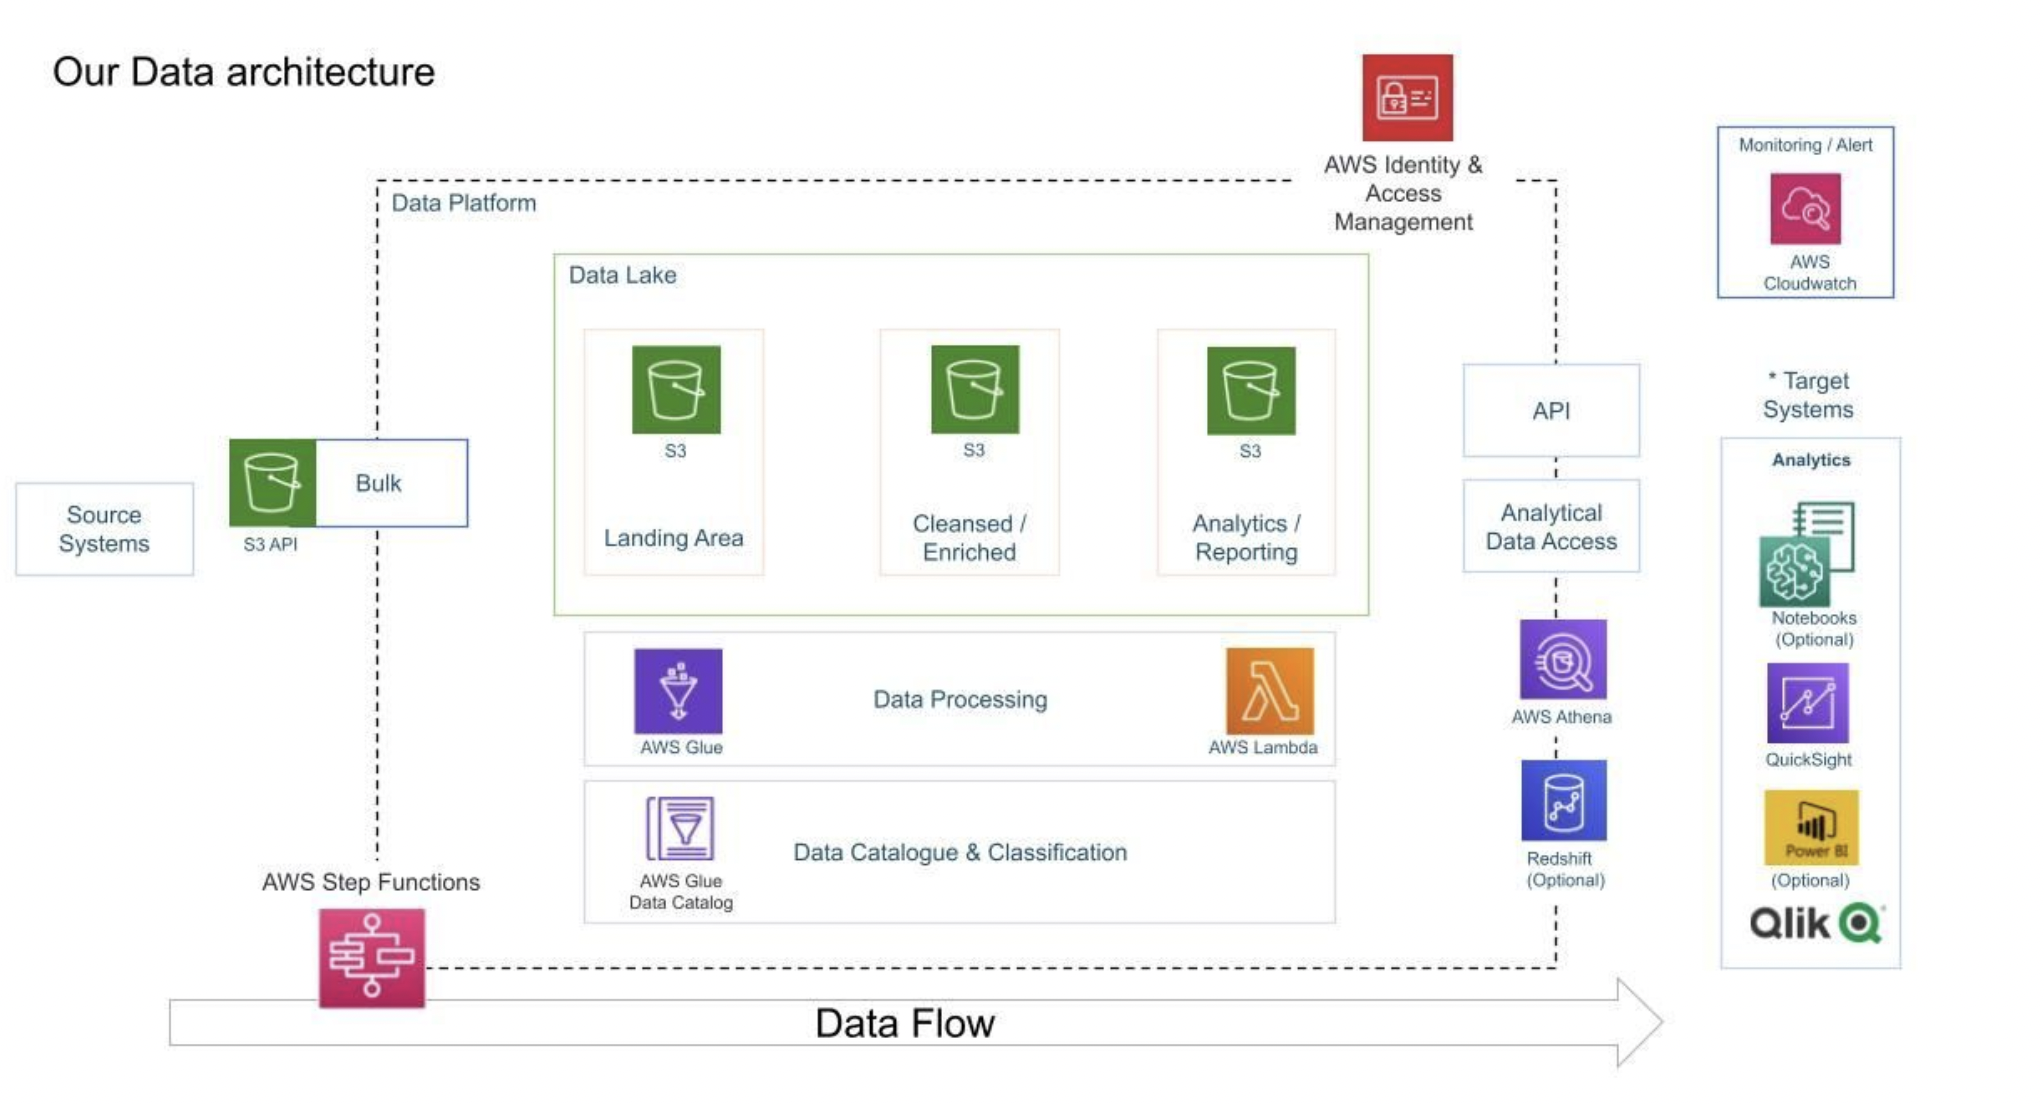 Our Data architecture
AWS Identity &
Access
Management
Monitoring / Alert
AWS
Cloudwatch
Data Platform
Data Lake
S3
Landing Area
S3
Cleansed /
Enriched
S3
Analytics /
Reporting
Source
Systems
S3 API
Bulk
API
Analytical
Data Access
* Target
Systems
Analytics
Notebooks
(Optional)
QuickSight
Power BI
(Optional)
Qlik
AWS Glue
Data Processing
AWS Lambda
AWS Athena
Redshift
(Optional)
AWS Glue
Data Catalog
Data Catalogue & Classification
AWS Step Functions
Data Flow